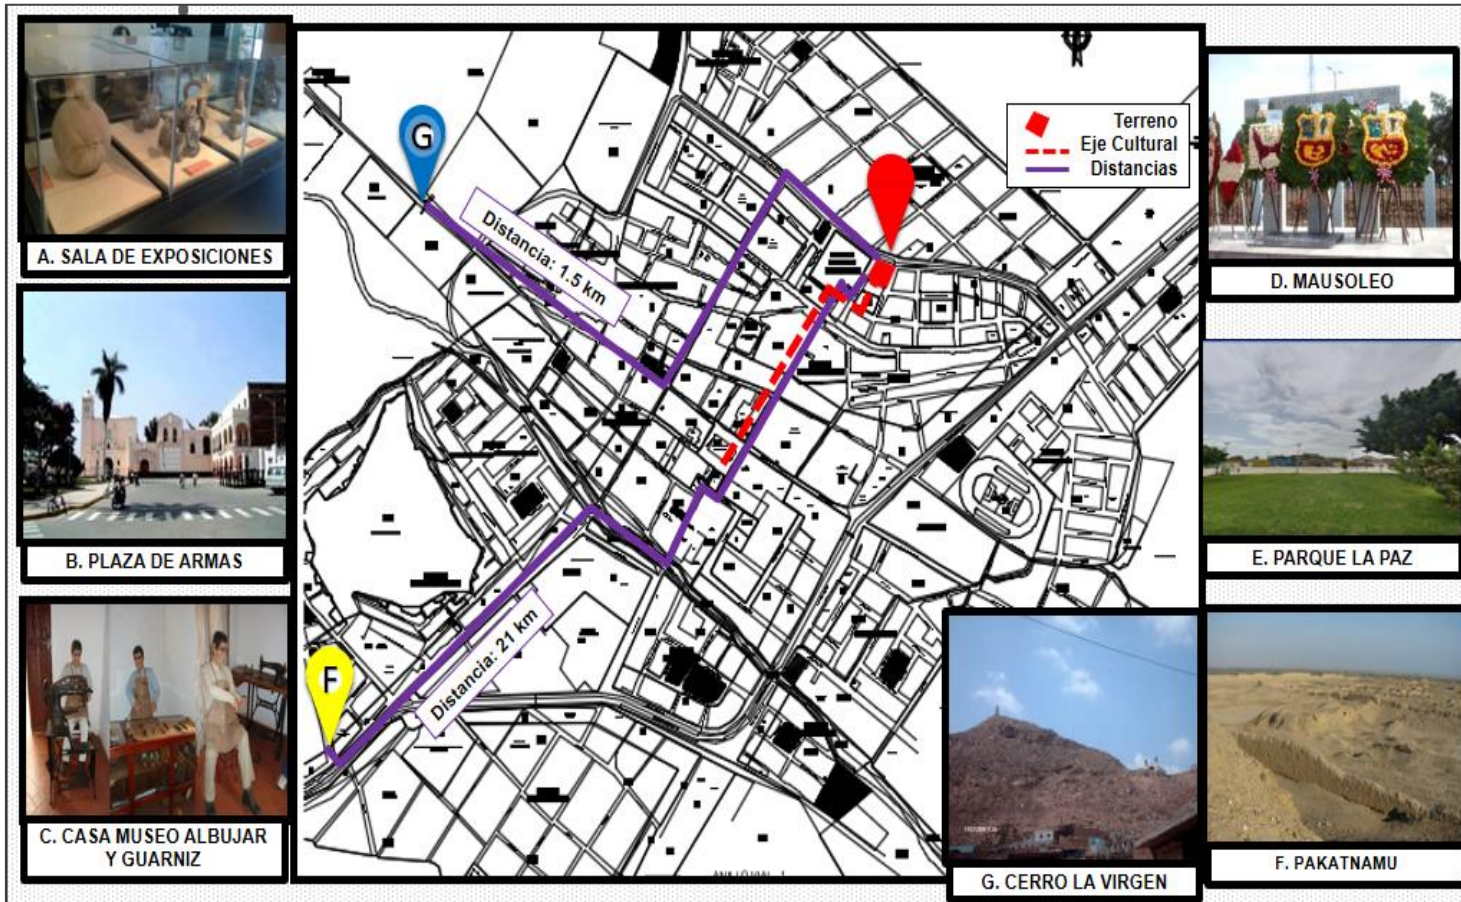 A. SALA DE EXPOSICIONES
B. PLAZA DE ARMAS
C. CASA MUSEO ALBUJAR
Y GUARNIZ
G
Distancia: 1.5 km
F
Distancia: 21 km
Terreno
Eje Cultural
Distancias
D. MAUSOLEO
E. PARQUE LA PAZ
F. PAKATNAMU
G. CERRO LA VIRGEN